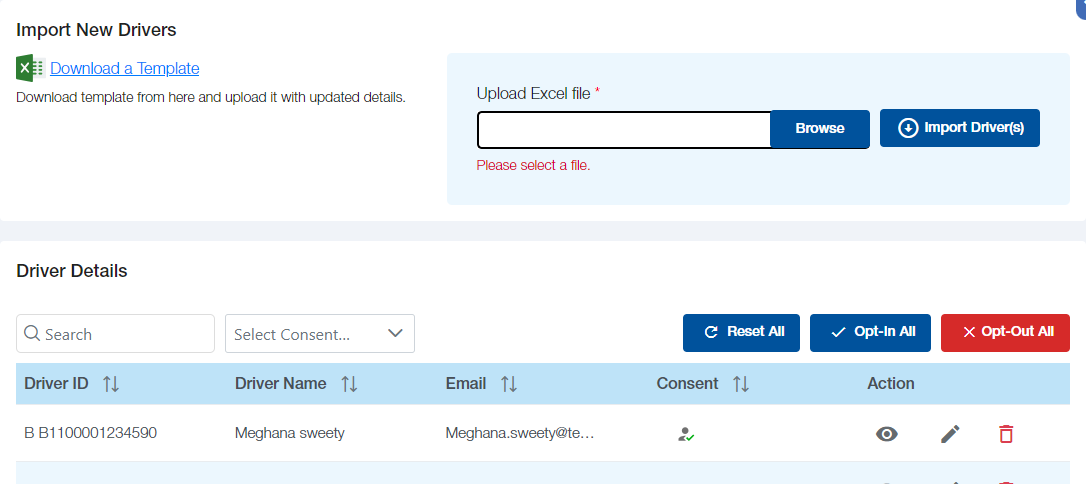 Import New Drivers
Download a Template
Download template from here and upload it with updated details.
Upload Excel file *
Browse
Import Driver(s)
Please select a file.
Driver Details
Search
Select Consent...
Reset All
Opt-In All
Opt-Out All
Driver ID Driver Name Email Consent Action
B B1100001234590 Meghana sweety Meghana.sweety@te...